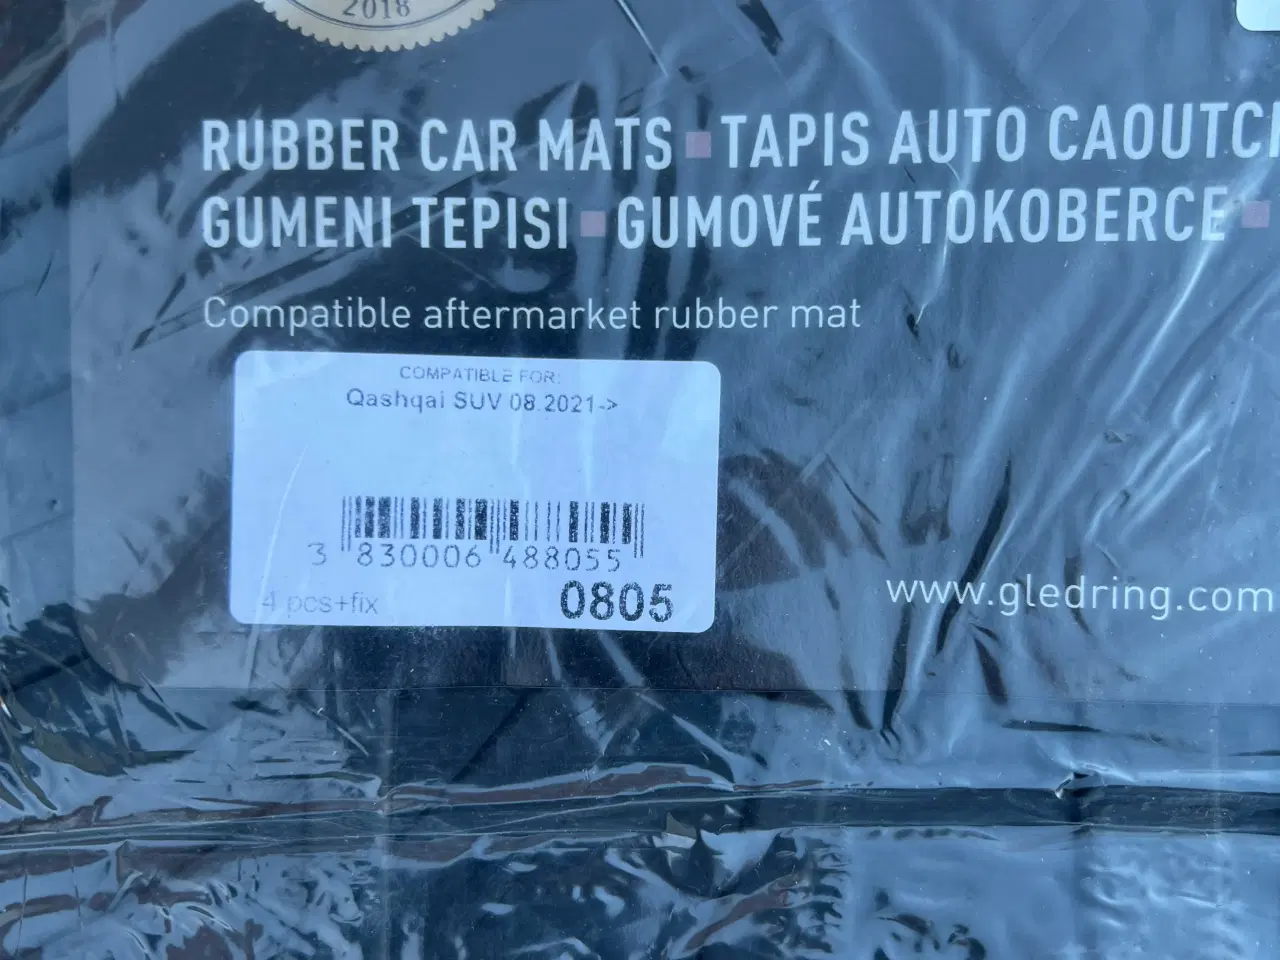 2018
RUBBER CAR MATS ■ TAPIS AUTO CAOUTCH
GUMENI TEPISI ■ GUMOVÉ AUTOKOBERCE ■
Compatible aftermarket rubber mat
COMPATIBLE FOR:
Qashqai SUV 08.2021->
3 830006 488055
4 pcs+fix
0805
www.gledring.com